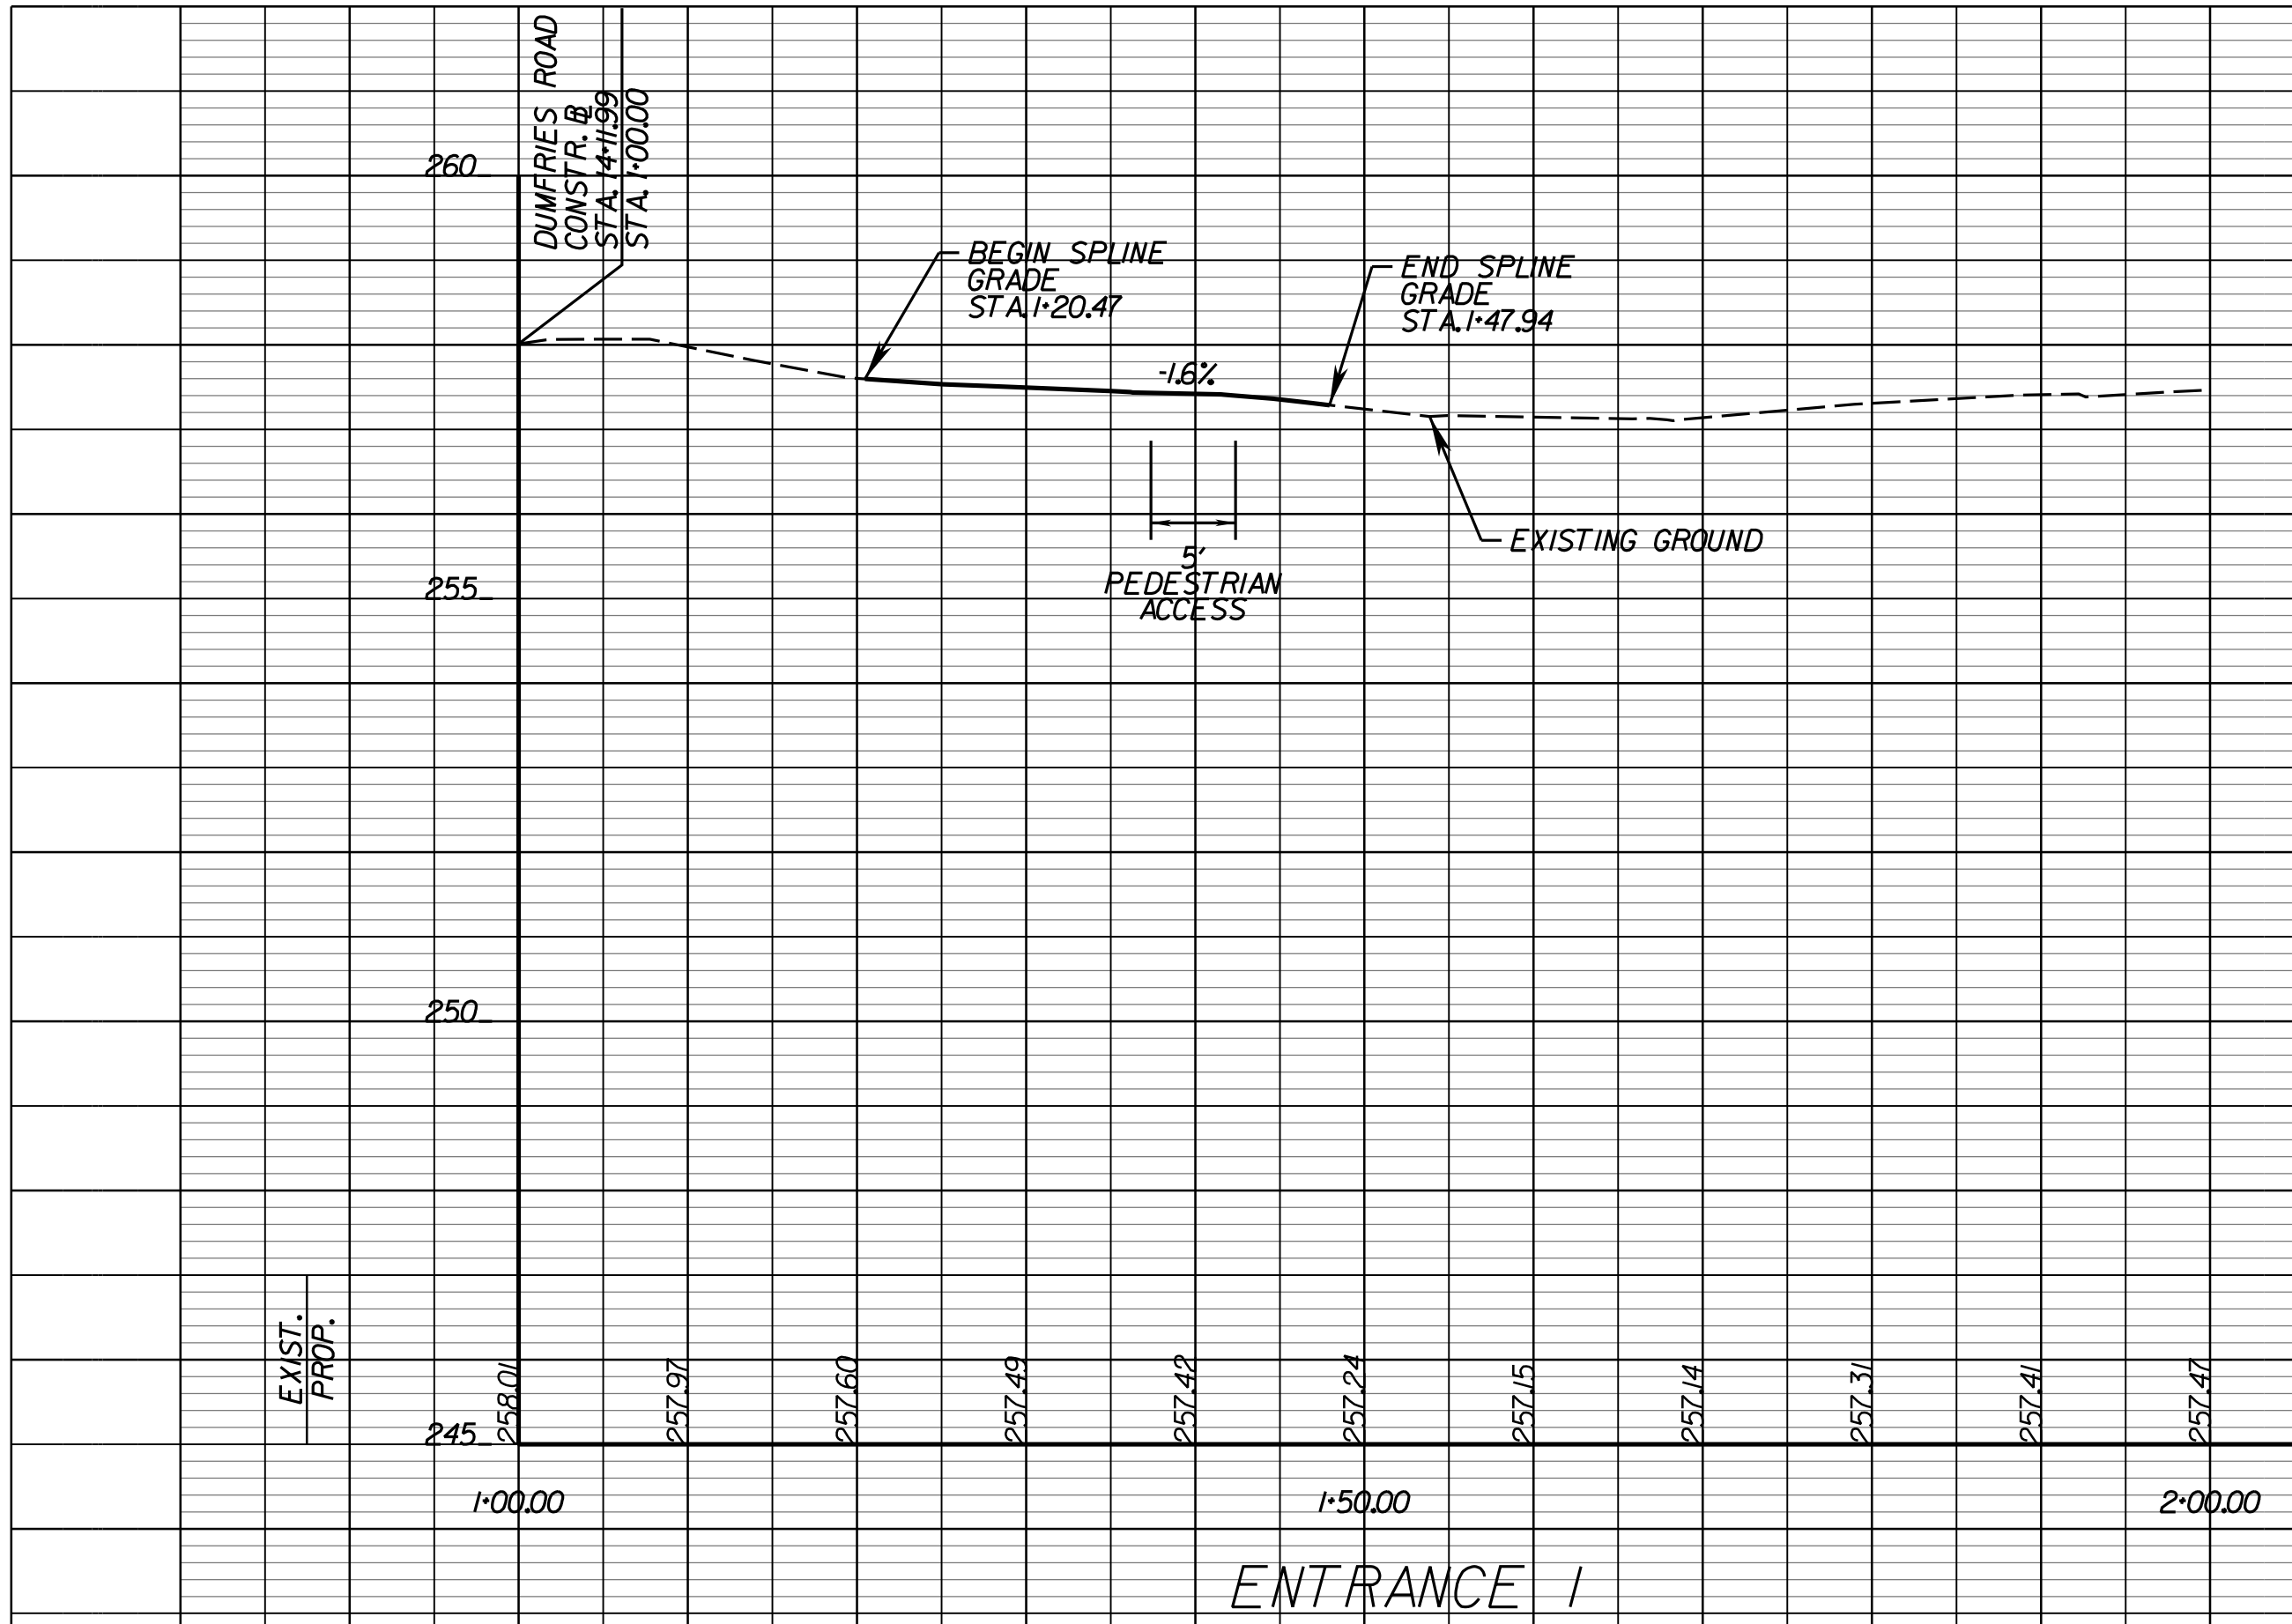 DUMFRIES ROAD
CONSTR. BL
STA. 14+11.99
STA. 1+00.00
260
BEGIN SPLINE
GRADE
STA. 1+20.47
END SPLINE
GRADE
STA. 1+47.94
-1.6%
EXISTING GROUND
5'
PEDESTRIAN
ACCESS
255
250
EXIST.
PROP.
245
258.01
257.97
257.60
257.49
257.42
257.24
257.15
257.14
257.31
257.41
257.47
1+00.00
1+50.00
2+00.00
ENTRANCE 1